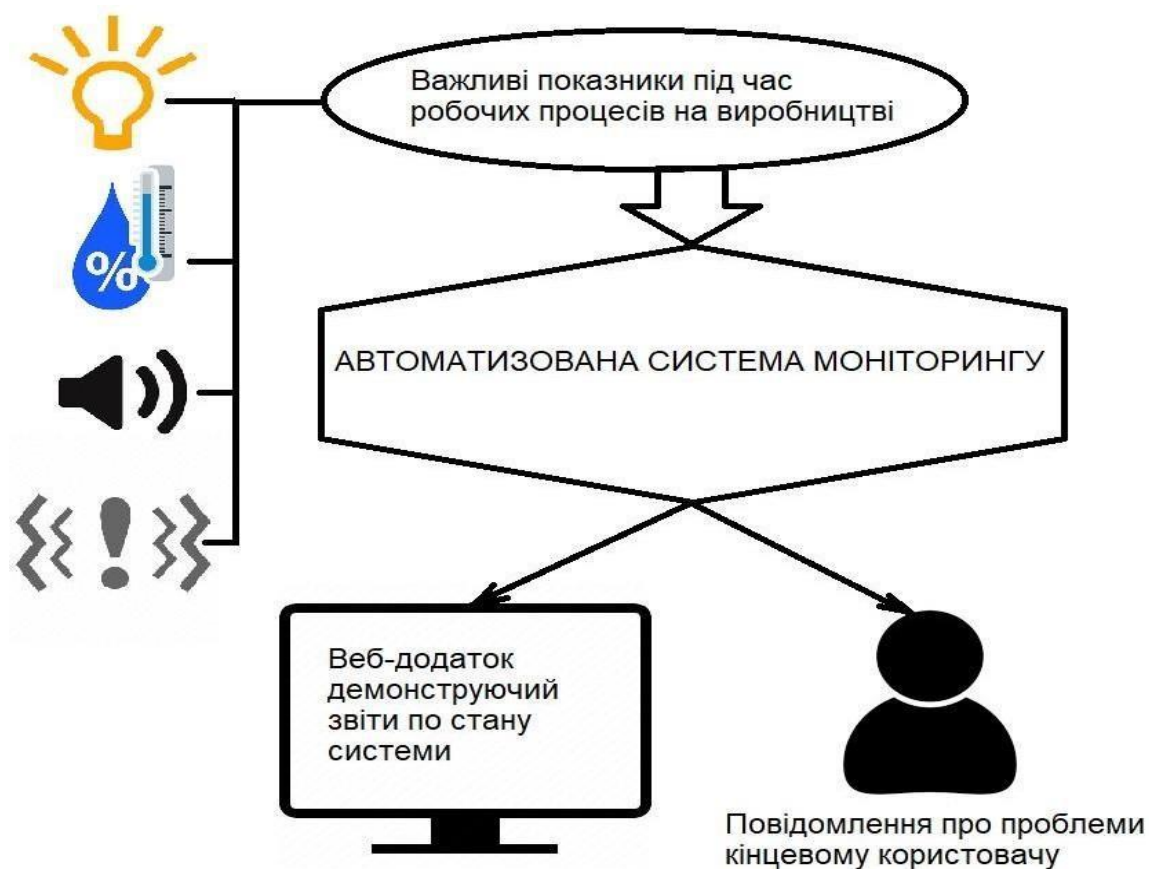 Важливі показники під час
робочих процесів на виробництві
%
АВТОМАТИЗОВАНА СИСТЕМА МОНІТОРИНГУ
Веб-додаток
демонструючий
звіти по стану
системи
Повідомлення про проблеми
кінцевому користовачу